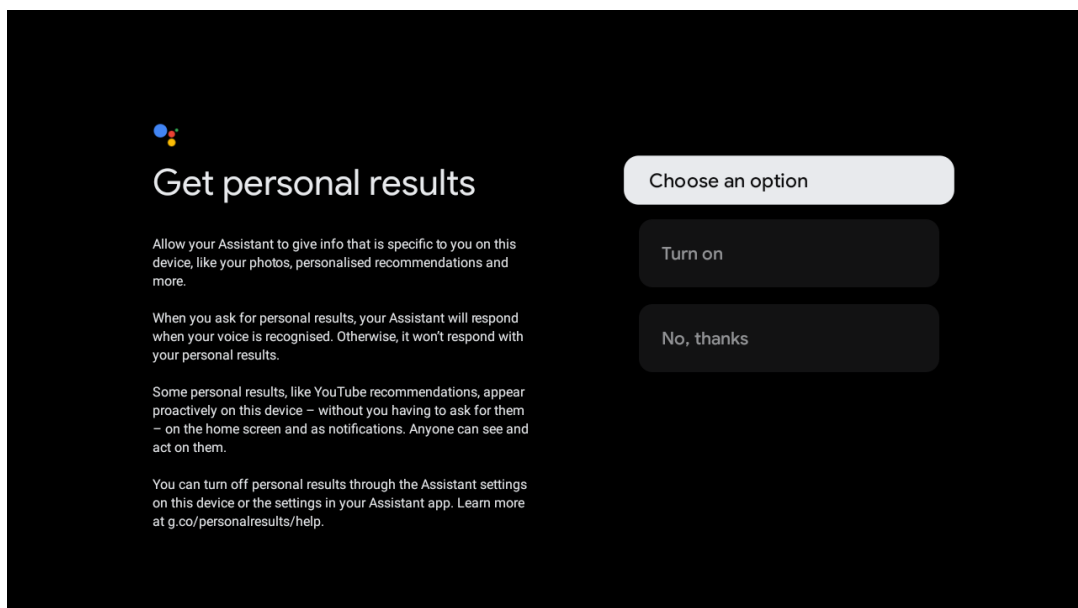 Get personal results
Allow your Assistant to give info that is specific to you on this
device, like your photos, personalised recommendations and
more.
When you ask for personal results, your Assistant will respond
when your voice is recognised. Otherwise, it won't respond with
your personal results.
Some personal results, like YouTube recommendations, appear
proactively on this device – without you having to ask for them
– on the home screen and as notifications. Anyone can see and
act on them.
You can turn off personal results through the Assistant settings
on this device or the settings in your Assistant app. Learn more
at g.co/personalresults/help.
Choose an option
Turn on
No, thanks